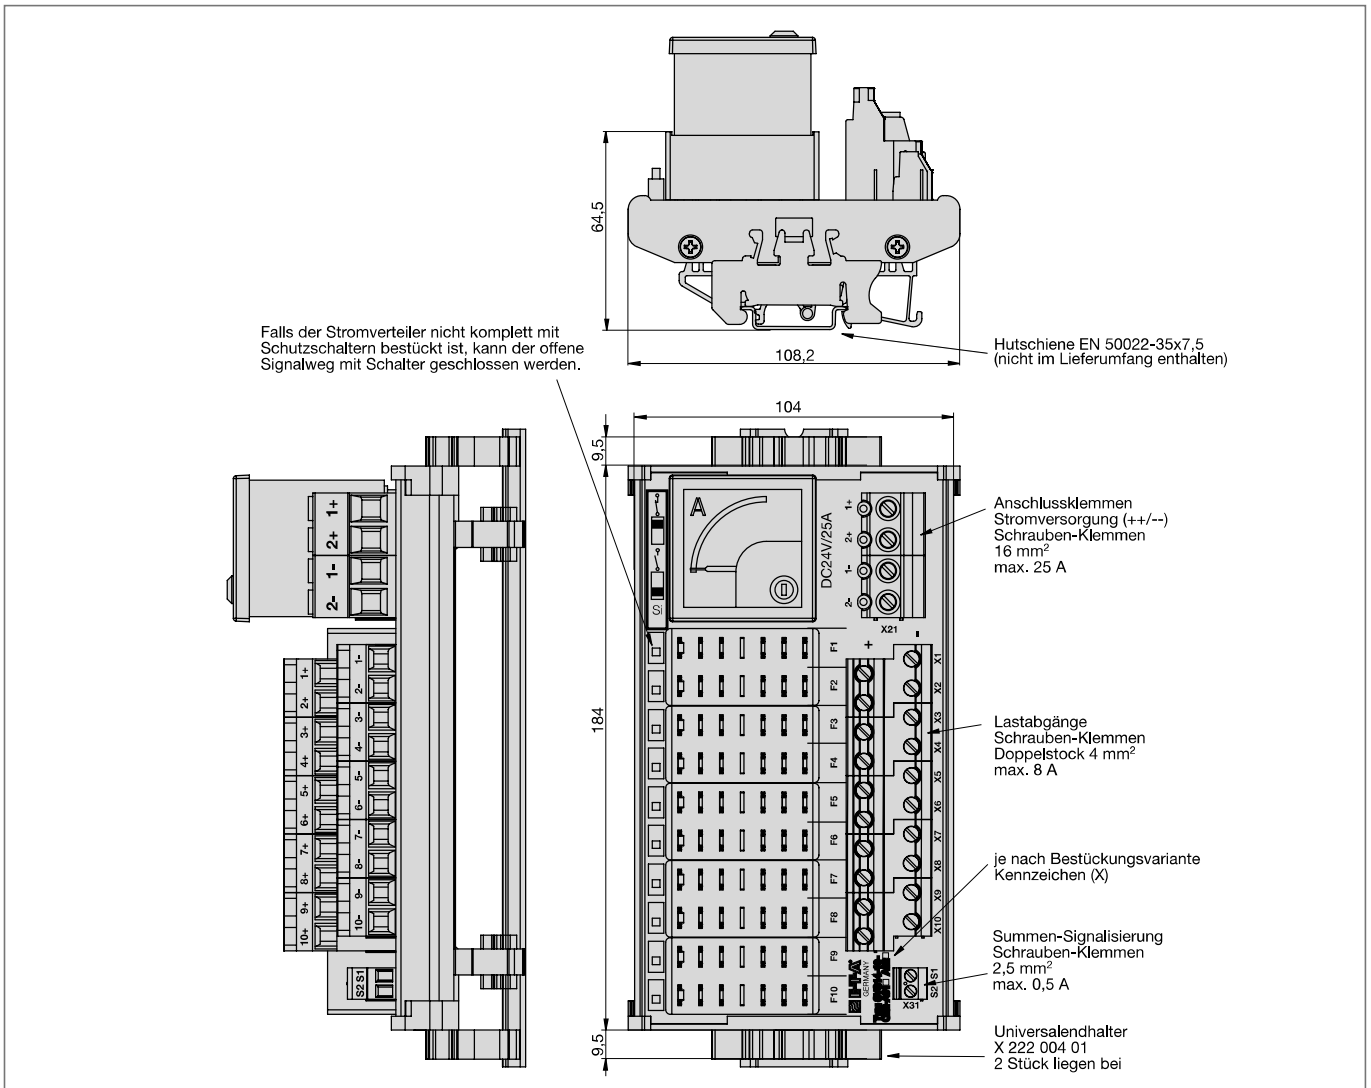 64,5
108,2
Falls der Stromverteiler nicht komplett mit
Schutzschaltern bestückt ist, kann der offene
Signalweg mit Schalter geschlossen werden.
Hutschiene EN 50022-35x7,5
(nicht im Lieferumfang enthalten)
104
9,5
184
9,5
1+
2+
1-
2-
1+
2+
3+
4+
5+
6+
7+
8+
9+
10+
1-
2-
3-
4-
5-
6-
7-
8-
9-
10-
S2 S1
A
DC24V/25A
1+
2+
1-
2-
X21
+
-
F1
F2
F3
F4
F5
F6
F7
F8
F9
F10
X1
X2
X3
X4
X5
X6
X7
X8
X9
X10
GERMANY
X31
S2 S1
Anschlussklemmen
Stromversorgung (++/--)
Schrauben-Klemmen
16 mm²
max. 25 A
Lastabgänge
Schrauben-Klemmen
Doppelstock 4 mm²
max. 8 A
je nach Bestückungsvariante
Kennzeichen (X)
Summen-Signalisierung
Schrauben-Klemmen
2,5 mm²
max. 0,5 A
Universalendhalter
X 222 004 01
2 Stück liegen bei